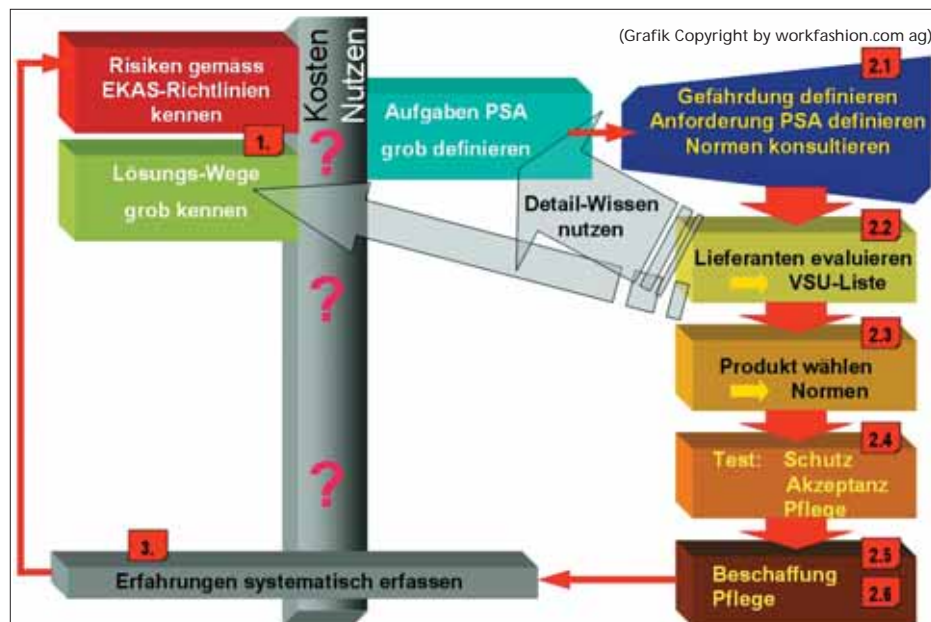 (Grafik Copyright by workfashion.com ag)
Risiken gemäss
EKAS-Richtlinien
kennen
1.
Lösungs-Wege
grob kennen
Kosten
Nutzen
?
?
?
Aufgaben PSA
grob definieren
2.1
Gefährdung definieren
Anforderung PSA definieren
Normen konsultieren
Detail-Wissen
nutzen
2.2
Lieferanten evaluieren
VSU-Liste
2.3
Produkt wählen
Normen
2.4
Test: Schutz
Akzeptanz
Pflege
2.5
Beschaffung
2.6
Pflege
3.
Erfahrungen systematisch erfassen